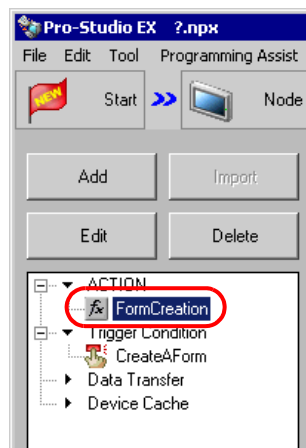 Pro-Studio EX ?.npx
File Edit Tool Programming Assist
NEW Start Node
Add Import
Edit Delete
ACTION
fx FormCreation
Trigger Condition
CreateAForm
Data Transfer
Device Cache